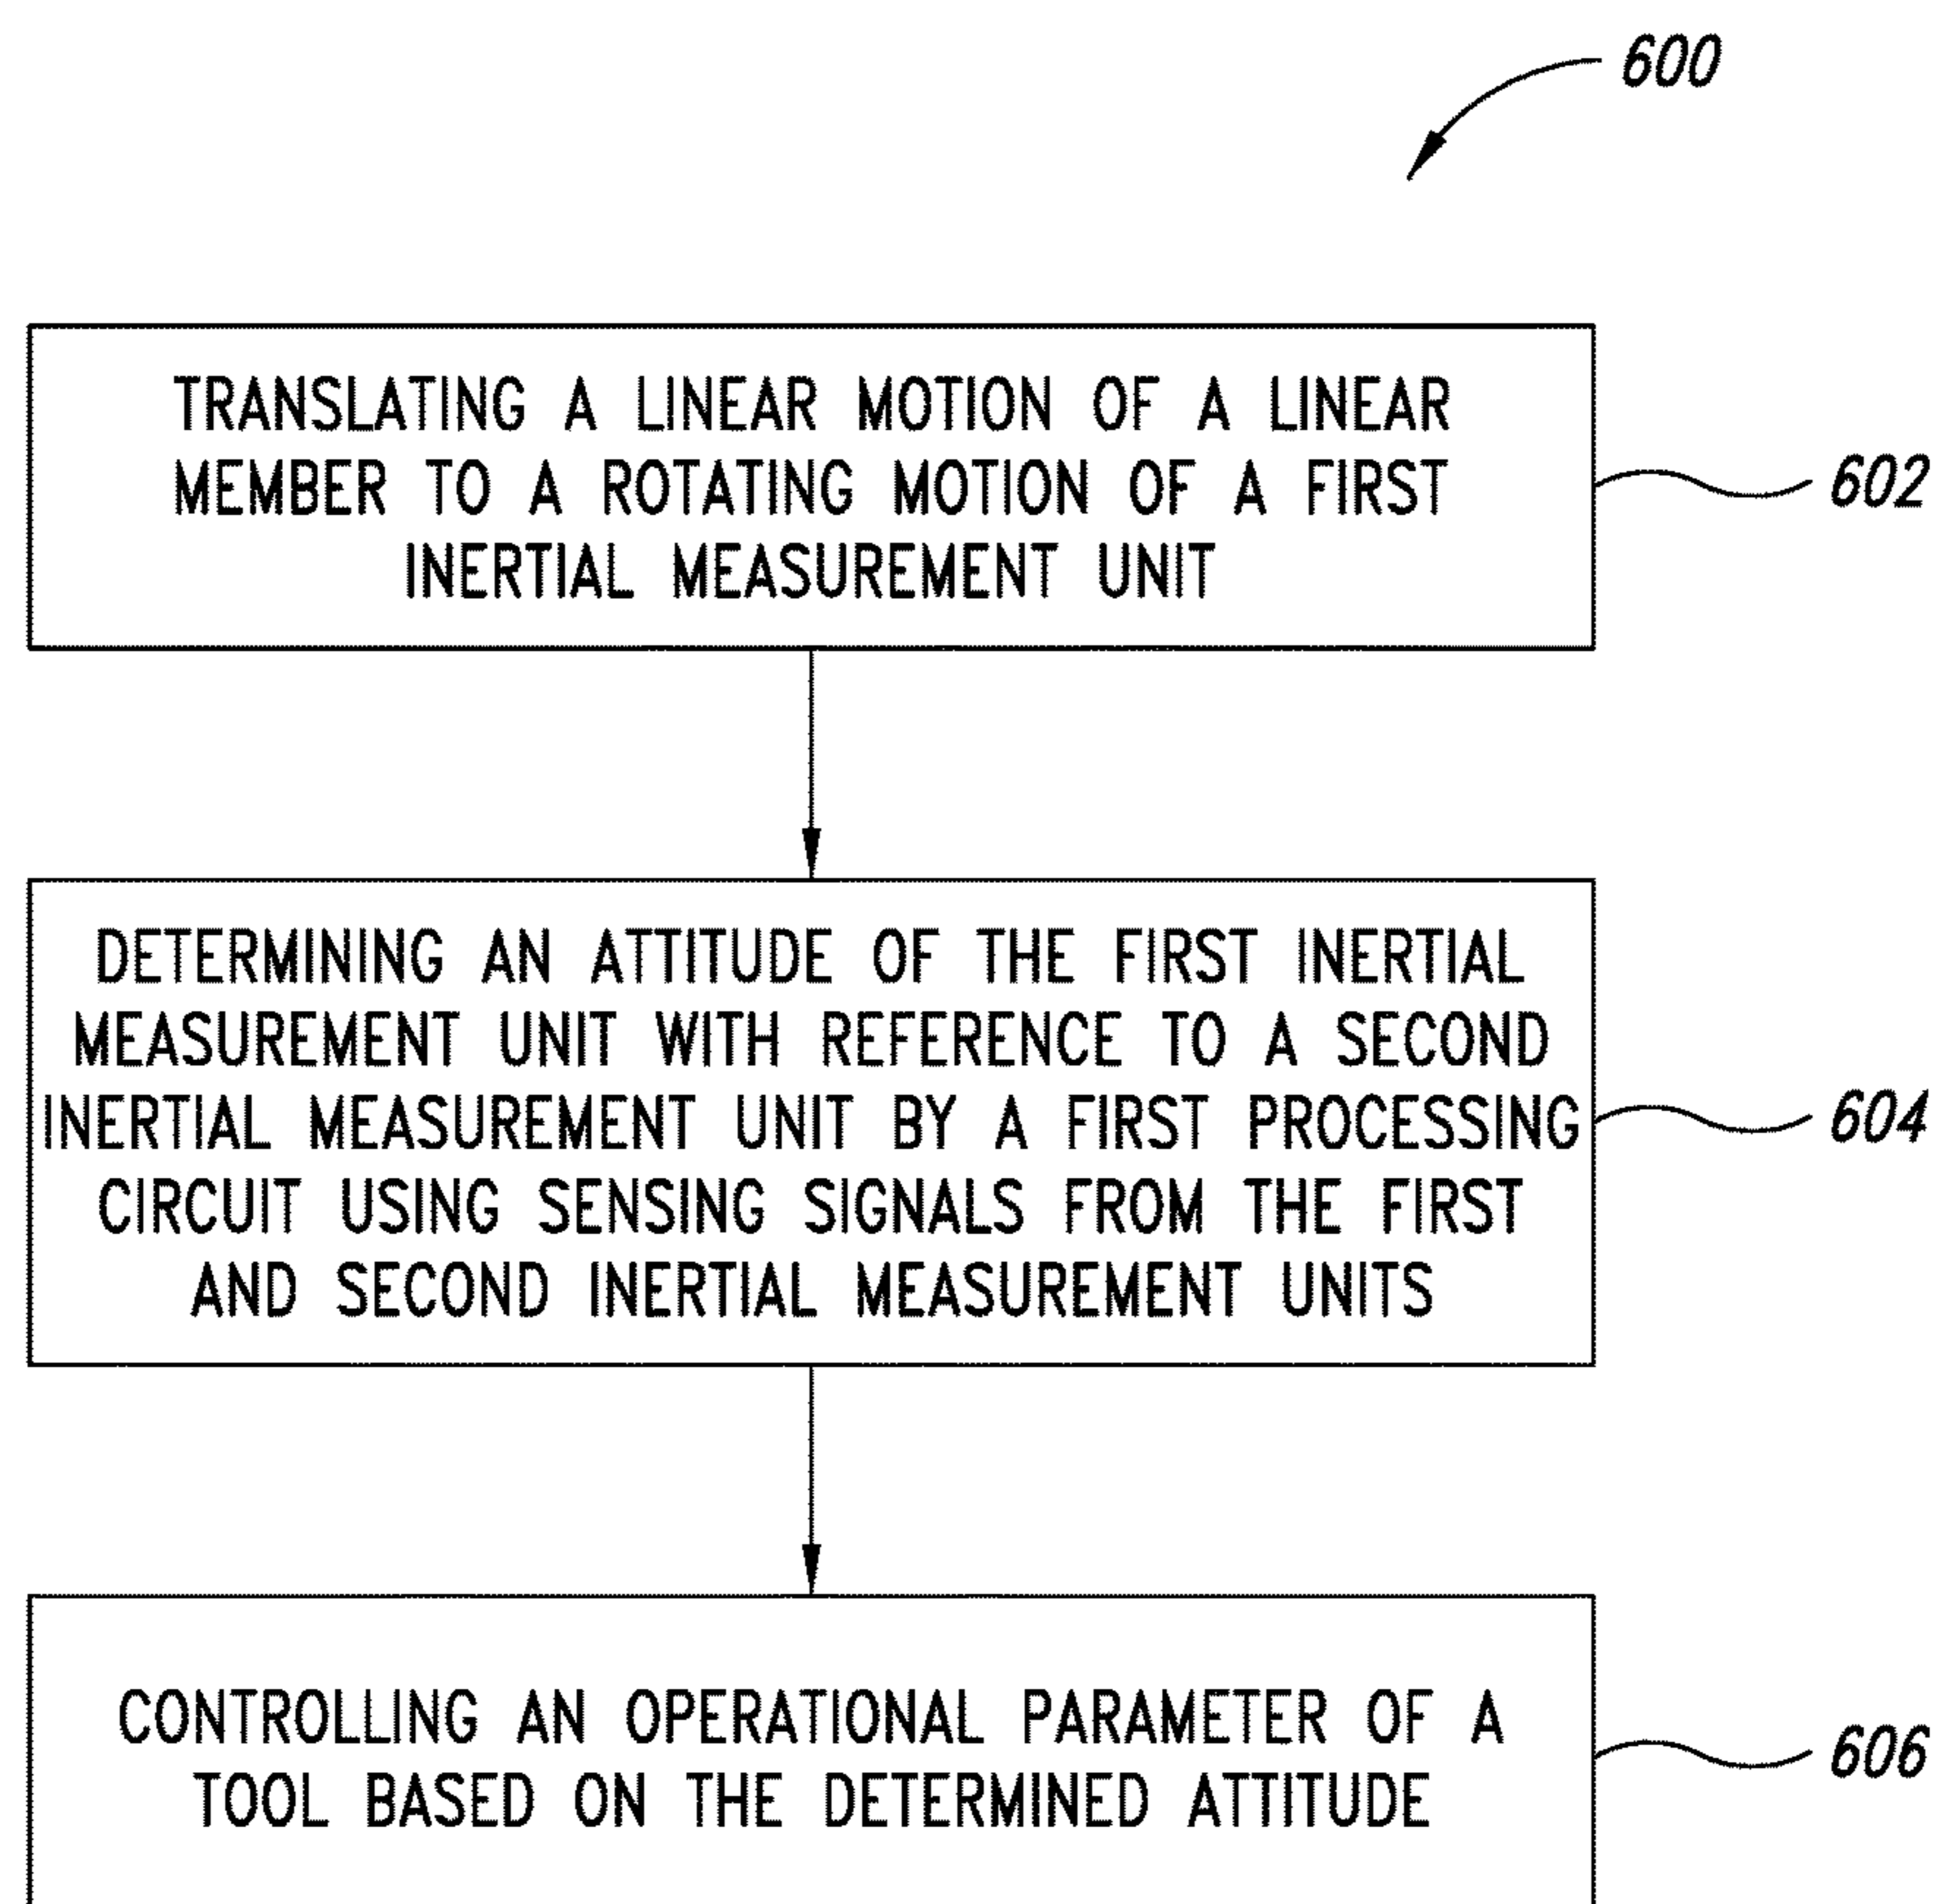 600
TRANSLATING A LINEAR MOTION OF A LINEAR
MEMBER TO A ROTATING MOTION OF A FIRST
INERTIAL MEASUREMENT UNIT
602
DETERMINING AN ATTITUDE OF THE FIRST INERTIAL
MEASUREMENT UNIT WITH REFERENCE TO A SECOND
INERTIAL MEASUREMENT UNIT BY A FIRST PROCESSING
CIRCUIT USING SENSING SIGNALS FROM THE FIRST
AND SECOND INERTIAL MEASUREMENT UNITS
604
CONTROLLING AN OPERATIONAL PARAMETER OF A
TOOL BASED ON THE DETERMINED ATTITUDE
606